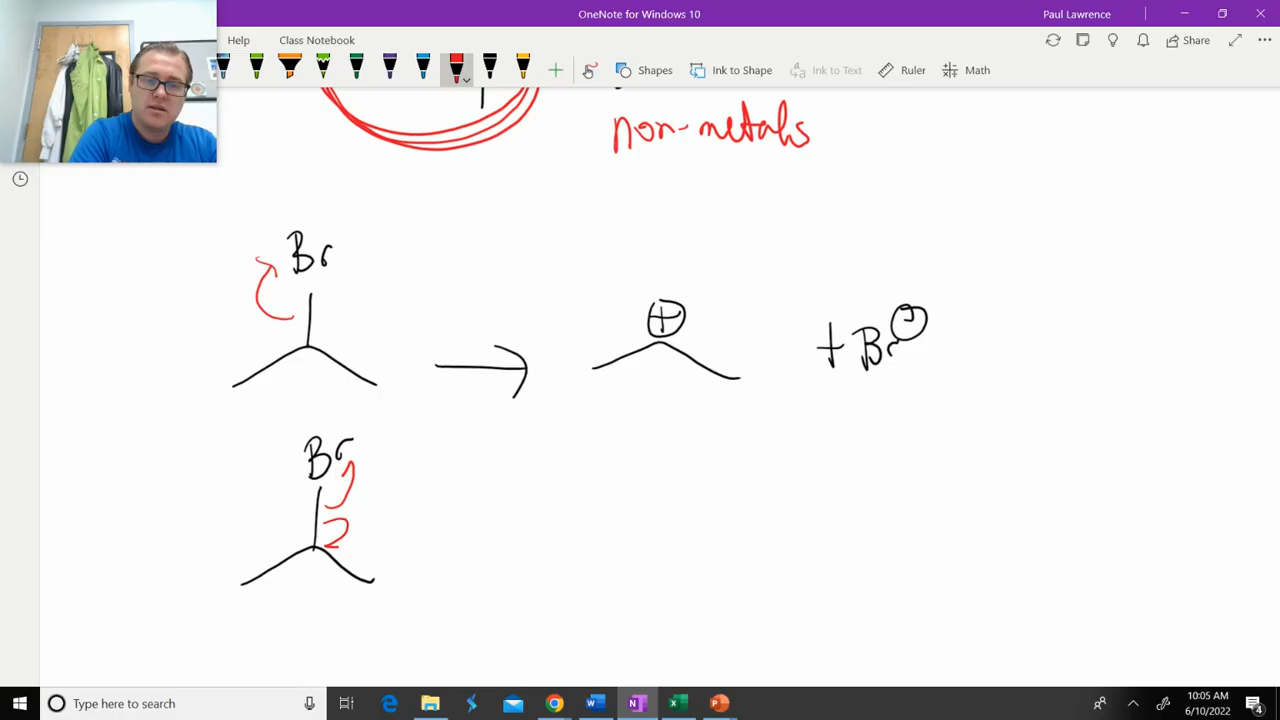 OneNote for Windows 10
Paul Lawrence
Help
Class Notebook
Shapes
Ink to Shape
Ink to Text
Ruler
Math
Share
non-metals
Br
+
+ Br -
Br
Type here to search
10:05 AM
6/10/2022
4